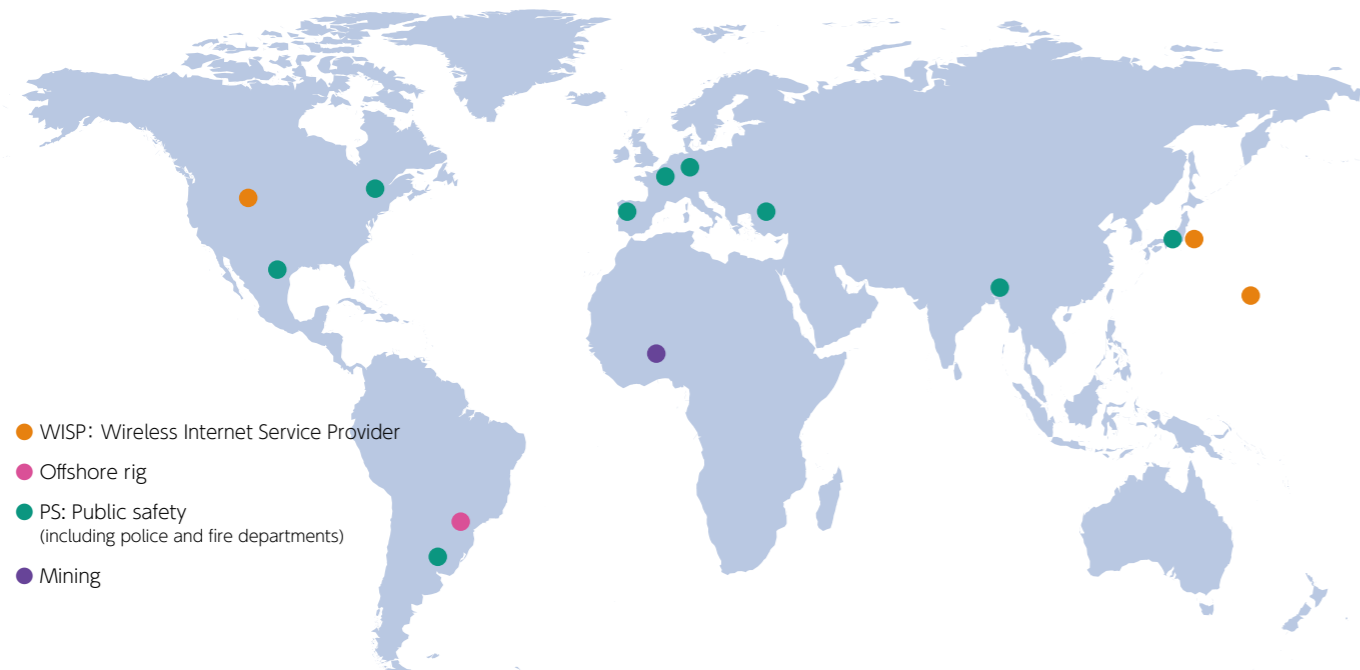 WISP: Wireless Internet Service Provider
Offshore rig
PS: Public safety
(including police and fire departments)
Mining